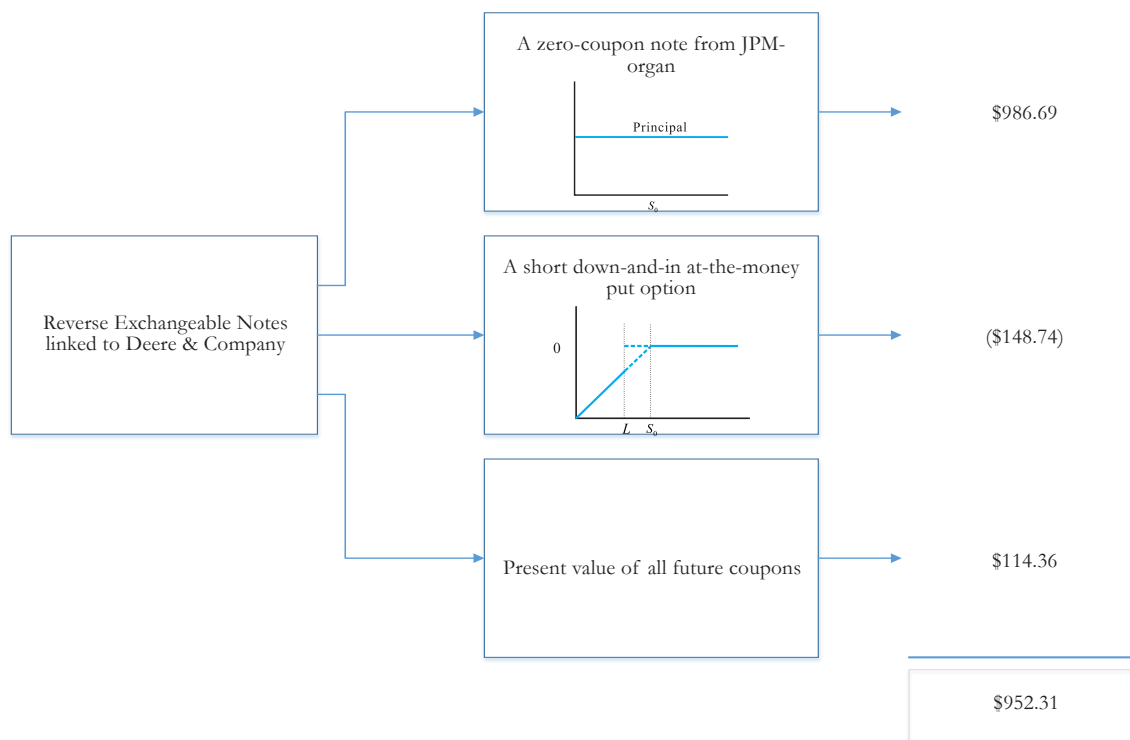 A zero-coupon note from JPM-
organ
Principal
S₀
$986.69
Reverse Exchangeable Notes
linked to Deere & Company
A short down-and-in at-the-money
put option
0
L S₀
($148.74)
Present value of all future coupons
$114.36
$952.31